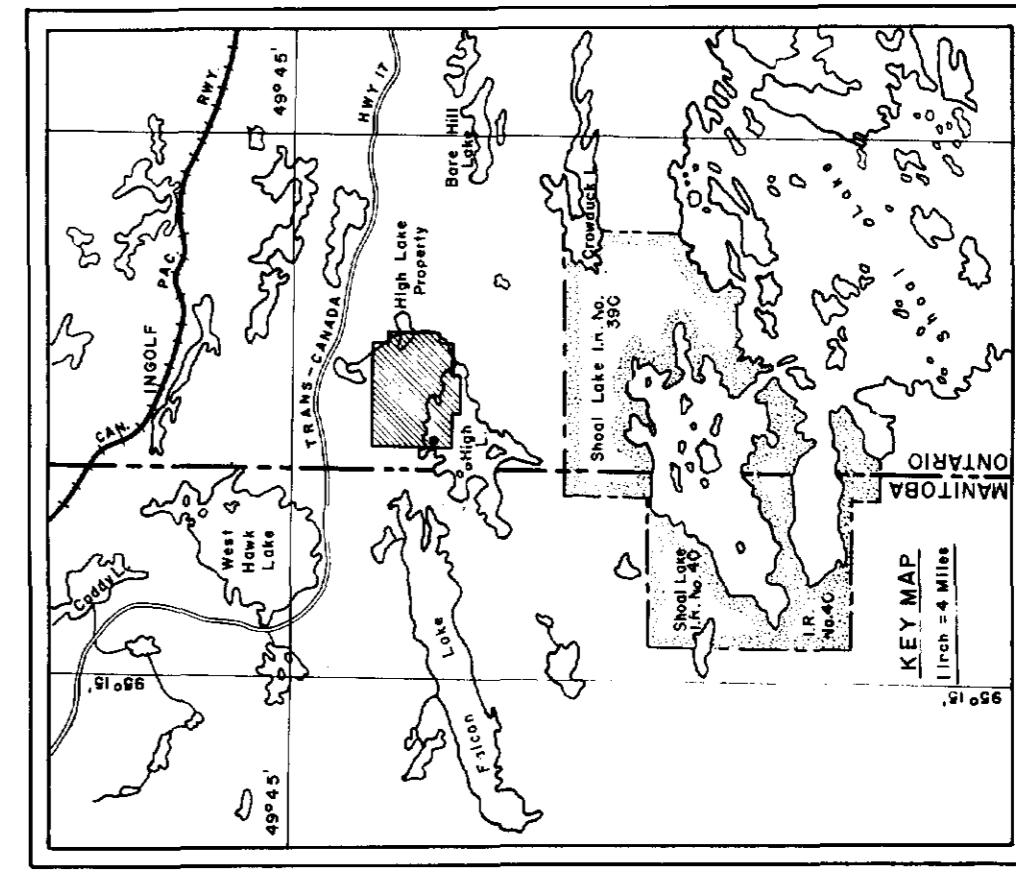 CAN.
PAC.
RWY.
INGOLF
49° 45'
HWY 17
TRANS-CANADA
Bare Hill
Lake
High Lake
Property
West
Hawk
Lake
Caddy L.
95° 15'
49° 45'
Falcon
Lake
High L.
Crowduck L.
Shoal Lake I.R. No.
39C
Shoal Lake
I.R. No. 40
I.R.
No. 40
Shoal Lake
ONTARIO
MANITOBA
KEY MAP
1 Inch = 4 Miles
95° 15'